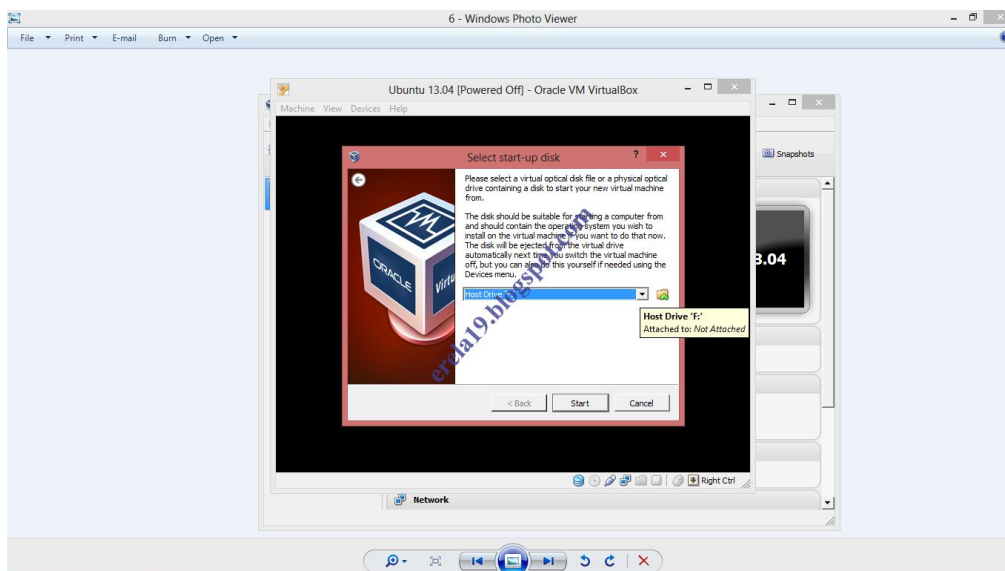 6 - Windows Photo Viewer
File Print E-mail Burn Open
Ubuntu 13.04 [Powered Off] - Oracle VM VirtualBox
Machine View Devices Help
Snapshots
Select start-up disk
Please select a virtual optical disk file or a physical optical
drive containing a disk to start your new virtual machine
from.
The disk should be suitable for starting a computer from
and should contain the operating system you wish to
install on the virtual machine if you want to do that now.
The disk will be ejected from the virtual drive
automatically next time you switch the virtual machine
off, but you can also do this yourself if needed using the
Devices menu.
ORACLE
Virtu
3.04
Host Drive
Host Drive 'F:'
Attached to: Not Attached
erela19.blogspot.com
< Back Start Cancel
Right Ctrl
Network